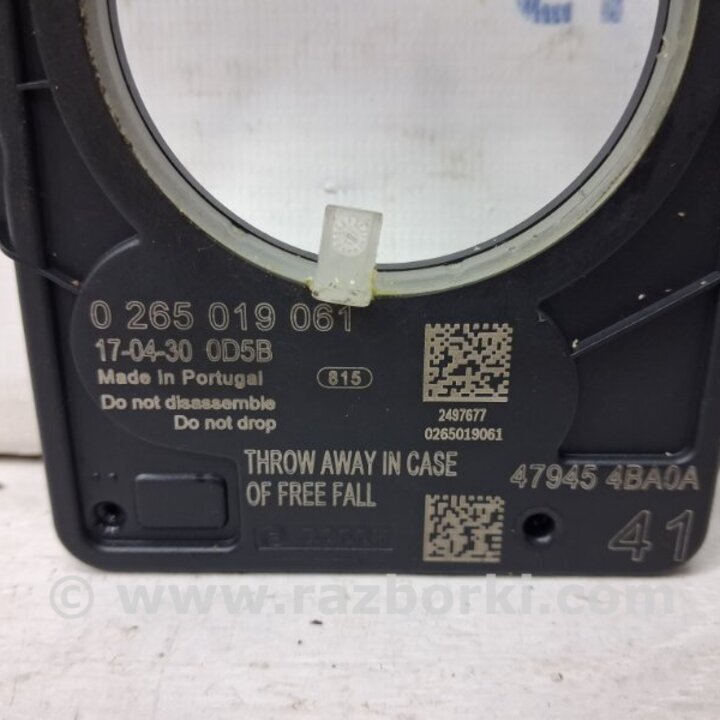 0 265 019 061
17-04-30 0D5B
Made in Portugal
815
Do not disassemble
Do not drop
2497677
0265019061
THROW AWAY IN CASE
OF FREE FALL
47945 4BA0A
41
© www.razborki.com